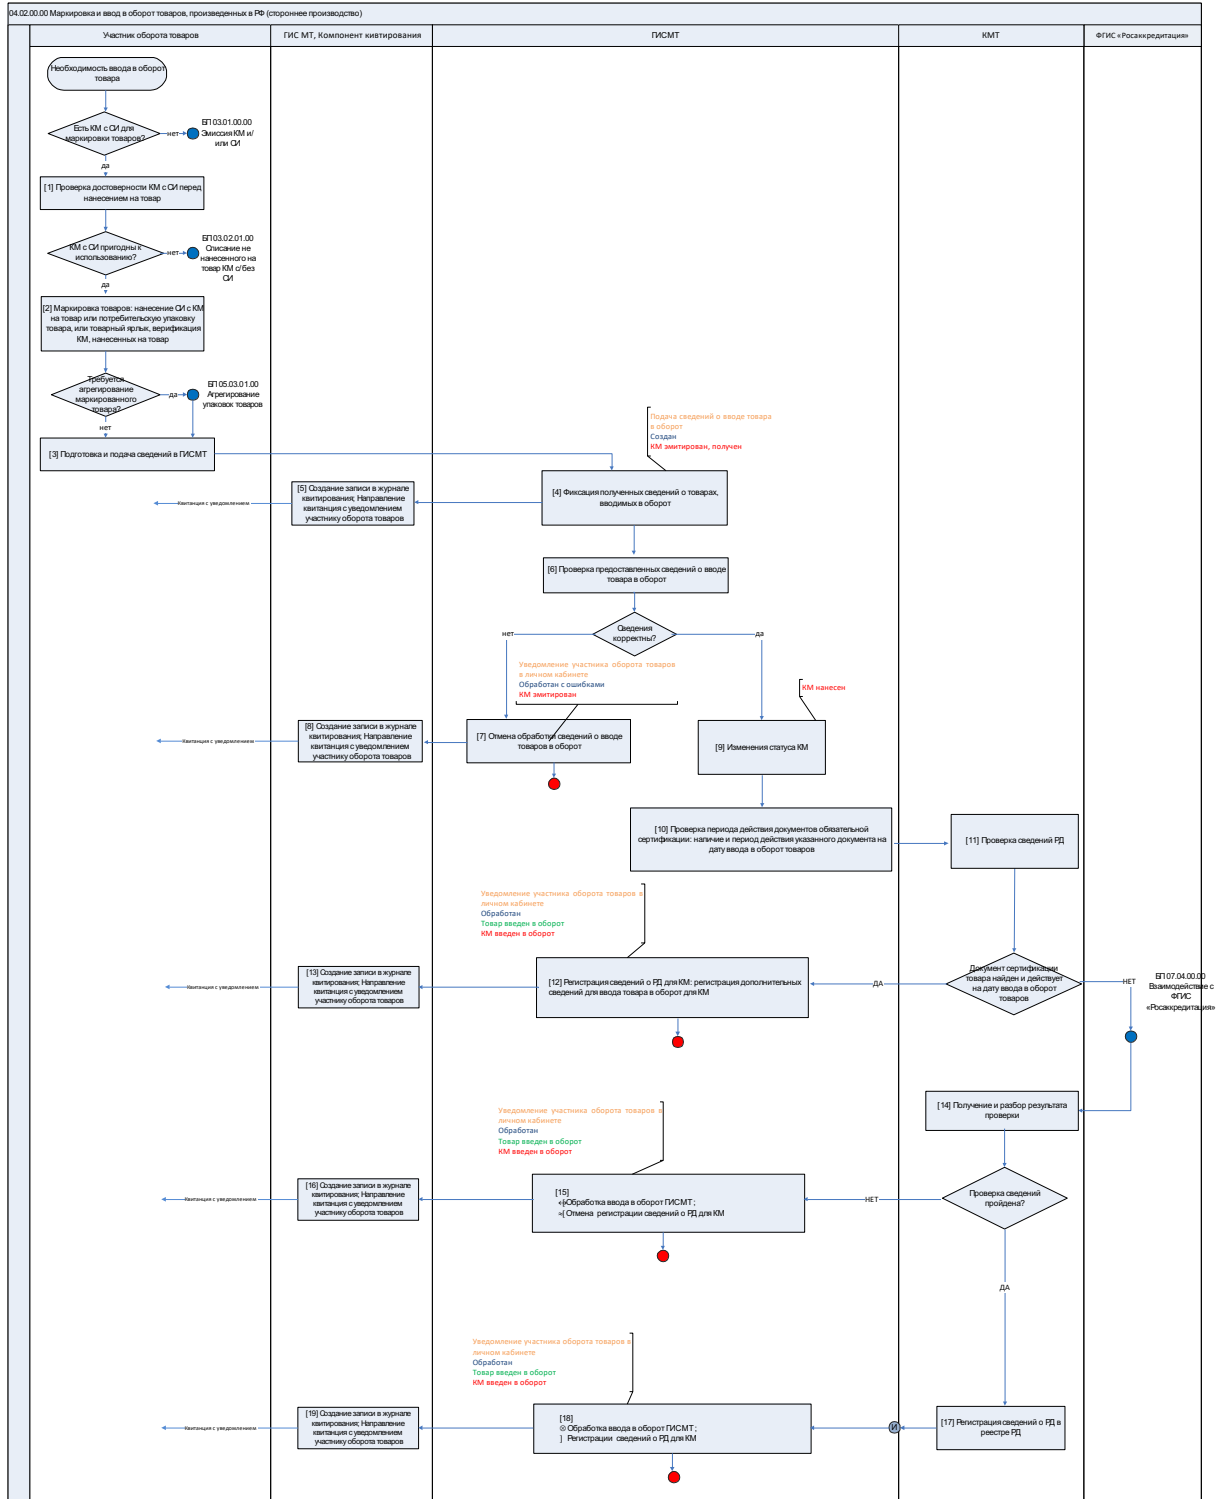 04.02.00.00 Маркировка и ввод в оборот товаров, произведенных в РФ (стороннее производство)
Участник оборота товаров
ГИС МТ, Компонент кивтирования
ГИСМТ
КМТ
ФГИС «Росаккредитация»
Необходимость ввода в оборот
товара
Есть КМ с СИ для
маркировки товаров?
нет
БП 03.01.00.00
Эмиссия КМ и/
или СИ
да
[1] Проверка достоверности КМ с СИ перед
нанесением на товар
КМ с СИ пригодны к
использованию?
нет
БП 03.02.01.00
Списание не
нанесенного на
товар КМ с/без
СИ
да
[2] Маркировка товаров: нанесение СИ с КМ
на товар или потребительскую упаковку
товара, или товарный ярлык, верификация
КМ, нанесенных на товар
Требуется
агрегирование
маркированного
товара?
да
БП 05.03.01.00
Агрегирование
упаковок товаров
нет
[3] Подготовка и подача сведений в ГИСМТ
Подача сведений о вводе товара
в оборот
Создан
КМ эмитирован, получен
[4] Фиксация полученных сведений о товарах,
вводимых в оборот
[5] Создание записи в журнале
квитирования; Направление
квитанция с уведомлением
участнику оборота товаров
Квитанция с уведомлением
[6] Проверка предоставленных сведений о вводе
товара в оборот
Сведения
корректны?
нет
да
Уведомление участника оборота товаров
в личном кабинете
Обработан с ошибками
КМ эмитирован
КМ нанесен
[7] Отмена обработки сведений о вводе
товаров в оборот
[8] Создание записи в журнале
квитирования; Направление
квитанция с уведомлением
участнику оборота товаров
Квитанция с уведомлением
[9] Изменения статуса КМ
[10] Проверка периода действия документов обязательной
сертификации: наличие и период действия указанного документа на
дату ввода в оборот товаров
[11] Проверка сведений РД
Уведомление участника оборота товаров в
личном кабинете
Обработан
Товар введен в оборот
КМ введен в оборот
Документ сертификации
товара найден и действует
на дату ввода в оборот
товаров
ДА
НЕТ
БП 07.04.00.00
Взаимодействие с
ФГИС
«Росаккредитация»
[12] Регистрация сведений о РД для КМ: регистрация дополнительных
сведений для ввода товара в оборот для КМ
[13] Создание записи в журнале
квитирования; Направление
квитанция с уведомлением
участнику оборота товаров
Квитанция с уведомлением
[14] Получение и разбор результата
проверки
Уведомление участника оборота товаров в
личном кабинете
Обработан
Товар введен в оборот
КМ введен в оборот
Проверка сведений
пройдена?
НЕТ
[15]
Обработка ввода в оборот ГИСМТ ;
Отмена регистрации сведений о РД для КМ
[16] Создание записи в журнале
квитирования; Направление
квитанция с уведомлением
участнику оборота товаров
Квитанция с уведомлением
ДА
Уведомление участника оборота товаров в
личном кабинете
Обработан
Товар введен в оборот
КМ введен в оборот
[17] Регистрация сведений о РД в
реестре РД
И
[18]
Обработка ввода в оборот ГИСМТ ;
] Регистрации сведений о РД для КМ
[19] Создание записи в журнале
квитирования; Направление
квитанция с уведомлением
участнику оборота товаров
Квитанция с уведомлением